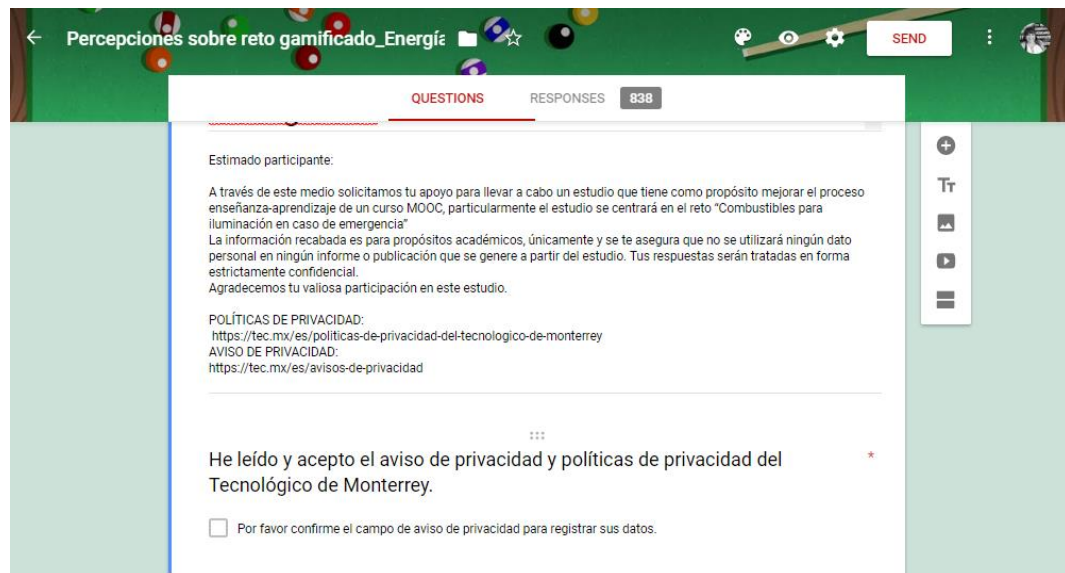 Percepciones sobre reto gamificado_Energía
SEND
QUESTIONS
RESPONSES 838
Estimado participante:
A través de este medio solicitamos tu apoyo para llevar a cabo un estudio que tiene como propósito mejorar el proceso
enseñanza-aprendizaje de un curso MOOC, particularmente el estudio se centrará en el reto "Combustibles para
iluminación en caso de emergencia"
La información recabada es para propósitos académicos, únicamente y se te asegura que no se utilizará ningún dato
personal en ningún informe o publicación que se genere a partir del estudio. Tus respuestas serán tratadas en forma
estrictamente confidencial.
Agradecemos tu valiosa participación en este estudio.
POLÍTICAS DE PRIVACIDAD:
https://tec.mx/es/politicas-de-privacidad-del-tecnologico-de-monterrey
AVISO DE PRIVACIDAD:
https://tec.mx/es/avisos-de-privacidad
He leído y acepto el aviso de privacidad y políticas de privacidad del *
Tecnológico de Monterrey.
Por favor confirme el campo de aviso de privacidad para registrar sus datos.
TT